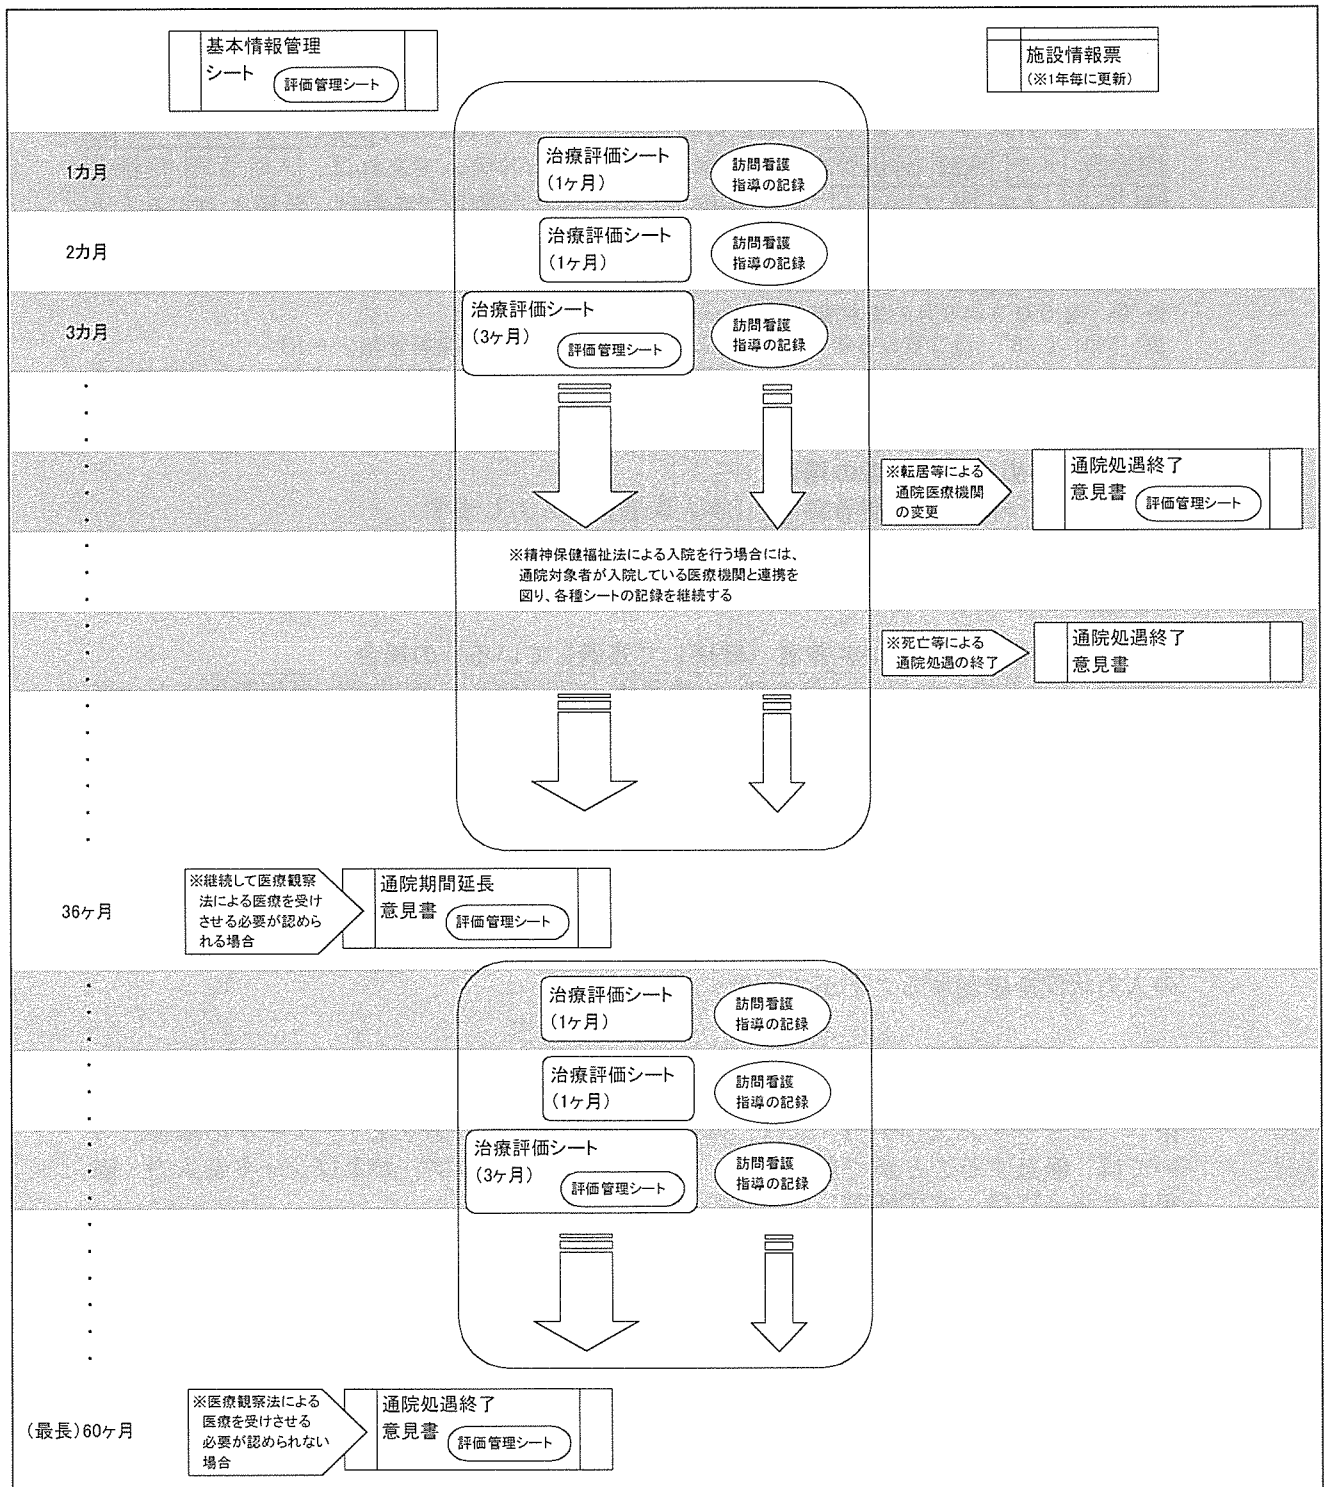 基本情報管理
シート
評価管理シート
施設情報票
(※1年毎に更新)
1カ月
治療評価シート
(1ヶ月)
訪問看護
指導の記録
2カ月
治療評価シート
(1ヶ月)
訪問看護
指導の記録
3カ月
治療評価シート
(3ヶ月)
評価管理シート
訪問看護
指導の記録
※転居等による
通院医療機関
の変更
通院処遇終了
意見書
評価管理シート
※精神保健福祉法による入院を行う場合には、
通院対象者が入院している医療機関と連携を
図り、各種シートの記録を継続する
※死亡等による
通院処遇の終了
通院処遇終了
意見書
36ヶ月
※継続して医療観察
法による医療を受け
させる必要が認めら
れる場合
通院期間延長
意見書
評価管理シート
治療評価シート
(1ヶ月)
訪問看護
指導の記録
治療評価シート
(1ヶ月)
訪問看護
指導の記録
治療評価シート
(3ヶ月)
評価管理シート
訪問看護
指導の記録
(最長)60ヶ月
※医療観察法による
医療を受けさせる
必要が認められない
場合
通院処遇終了
意見書
評価管理シート